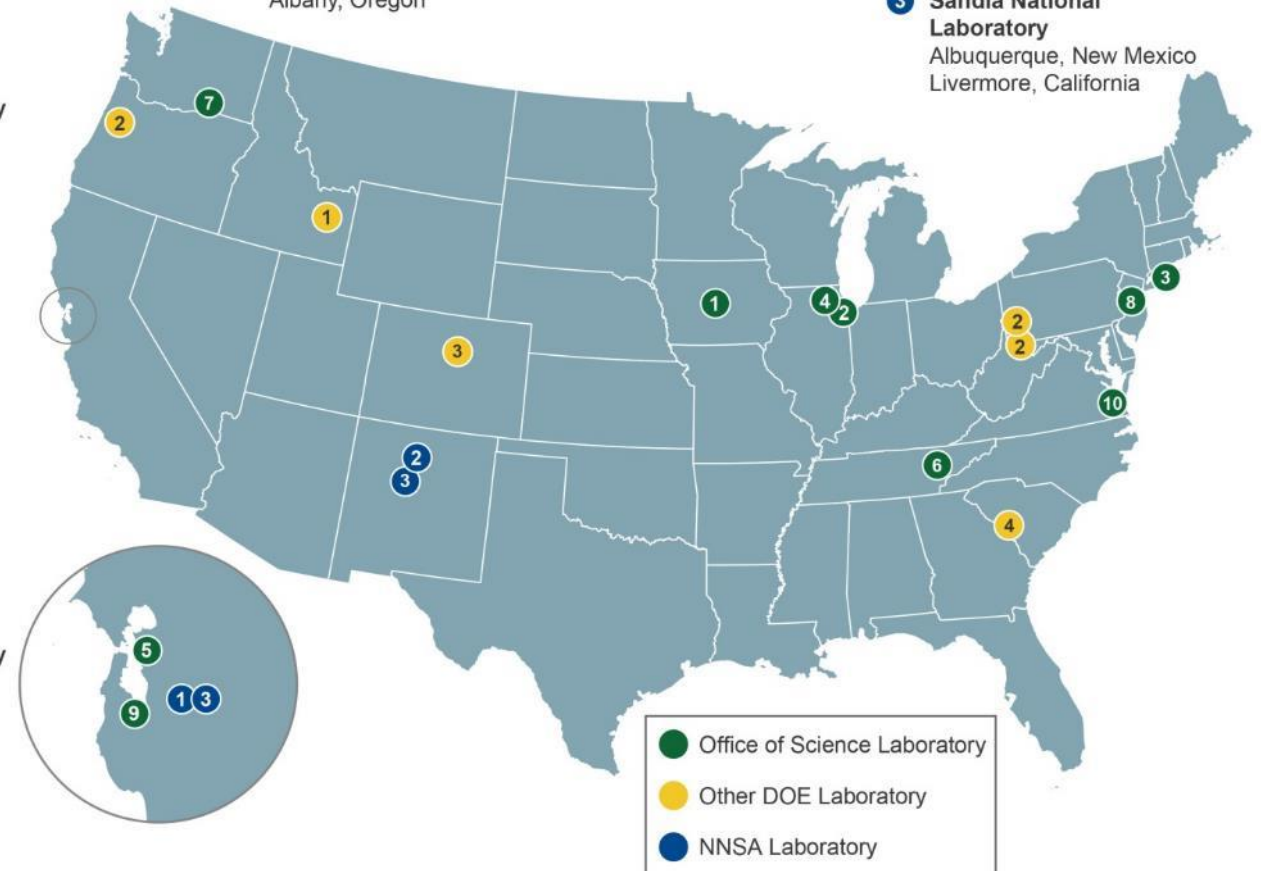 Albany, Oregon
3 Sandia National
Laboratory
Albuquerque, New Mexico
Livermore, California
7
2
1
3
1
4
2
8
2
3
2
10
2
3
6
4
5
1
3
9
Office of Science Laboratory
Other DOE Laboratory
NNSA Laboratory